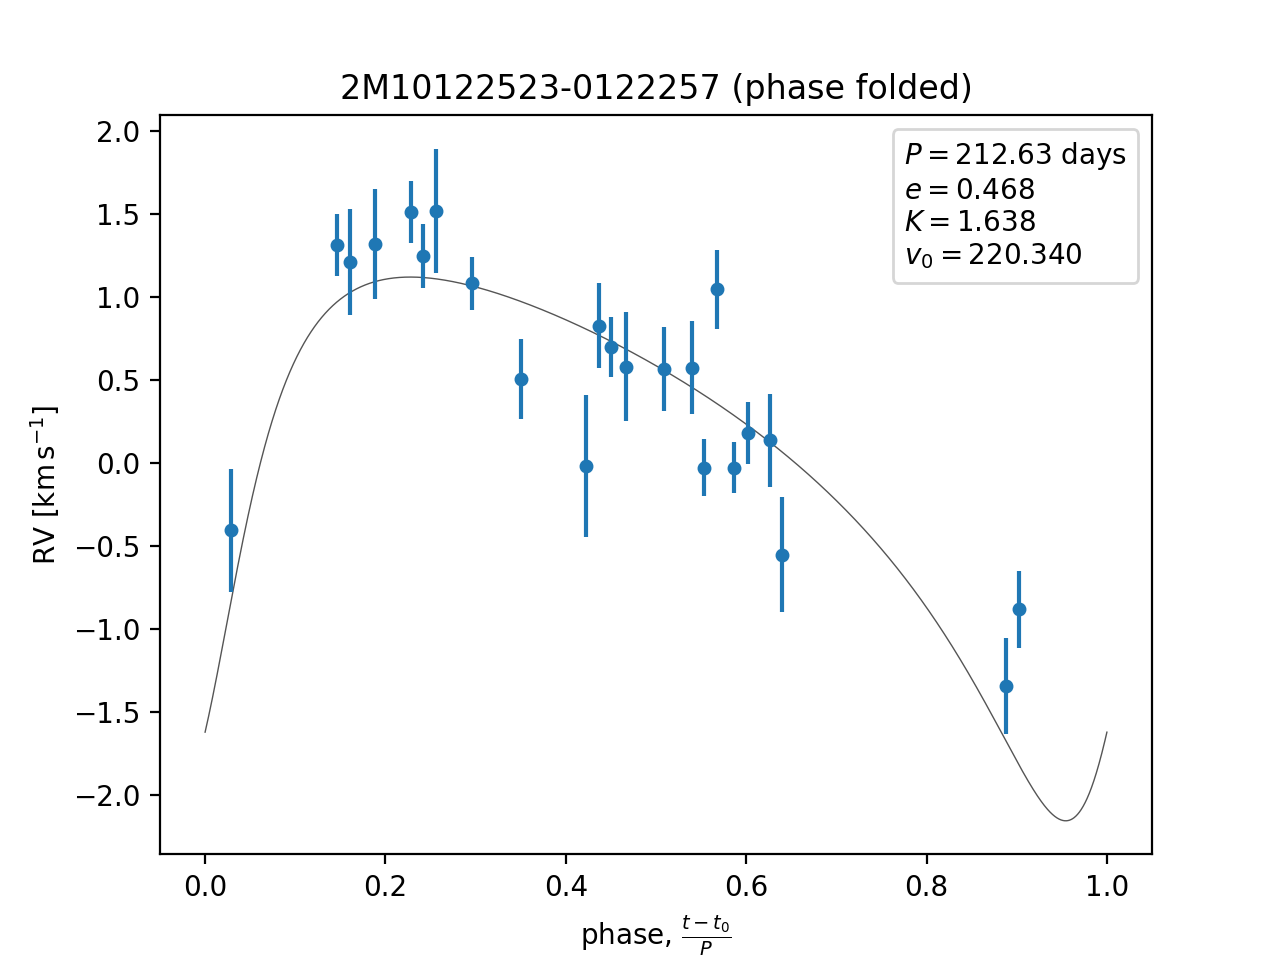 2M10122523-0122257 (phase folded)
P = 212.63 days
e = 0.468
K = 1.638
v₀ = 220.340
RV [km s⁻¹]
2.0
1.5
1.0
0.5
0.0
−0.5
−1.0
−1.5
−2.0
0.0 0.2 0.4 0.6 0.8 1.0
phase, (t − t₀)/P